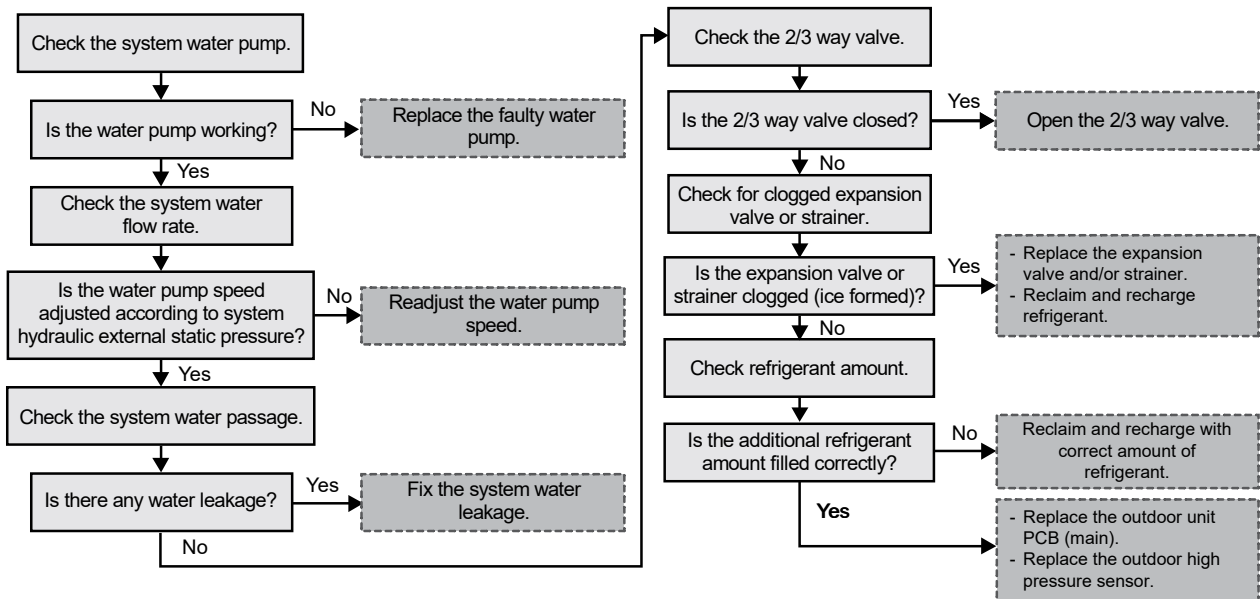 Check the system water pump.
Is the water pump working?
No
Replace the faulty water
pump.
Yes
Check the system water
flow rate.
Is the water pump speed
adjusted according to system
hydraulic external static pressure?
No
Readjust the water pump
speed.
Yes
Check the system water passage.
Is there any water leakage?
Yes
Fix the system water
leakage.
No
Check the 2/3 way valve.
Is the 2/3 way valve closed?
Yes
Open the 2/3 way valve.
No
Check for clogged expansion
valve or strainer.
Is the expansion valve or
strainer clogged (ice formed)?
Yes
- Replace the expansion
valve and/or strainer.
- Reclaim and recharge
refrigerant.
No
Check refrigerant amount.
Is the additional refrigerant
amount filled correctly?
No
Reclaim and recharge with
correct amount of
refrigerant.
Yes
- Replace the outdoor unit
PCB (main).
- Replace the outdoor high
pressure sensor.